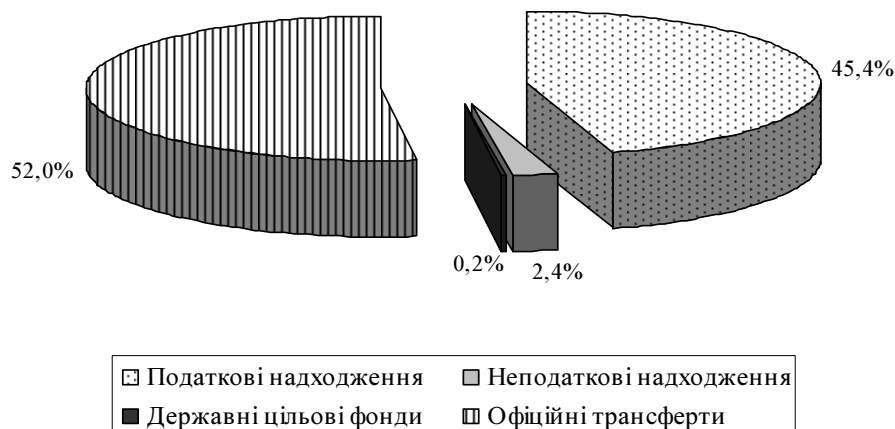 45,4%
52,0%
0,2%
2,4%
Податкові надходження
Неподаткові надходження
Державні цільові фонди
Офіційні трансферти